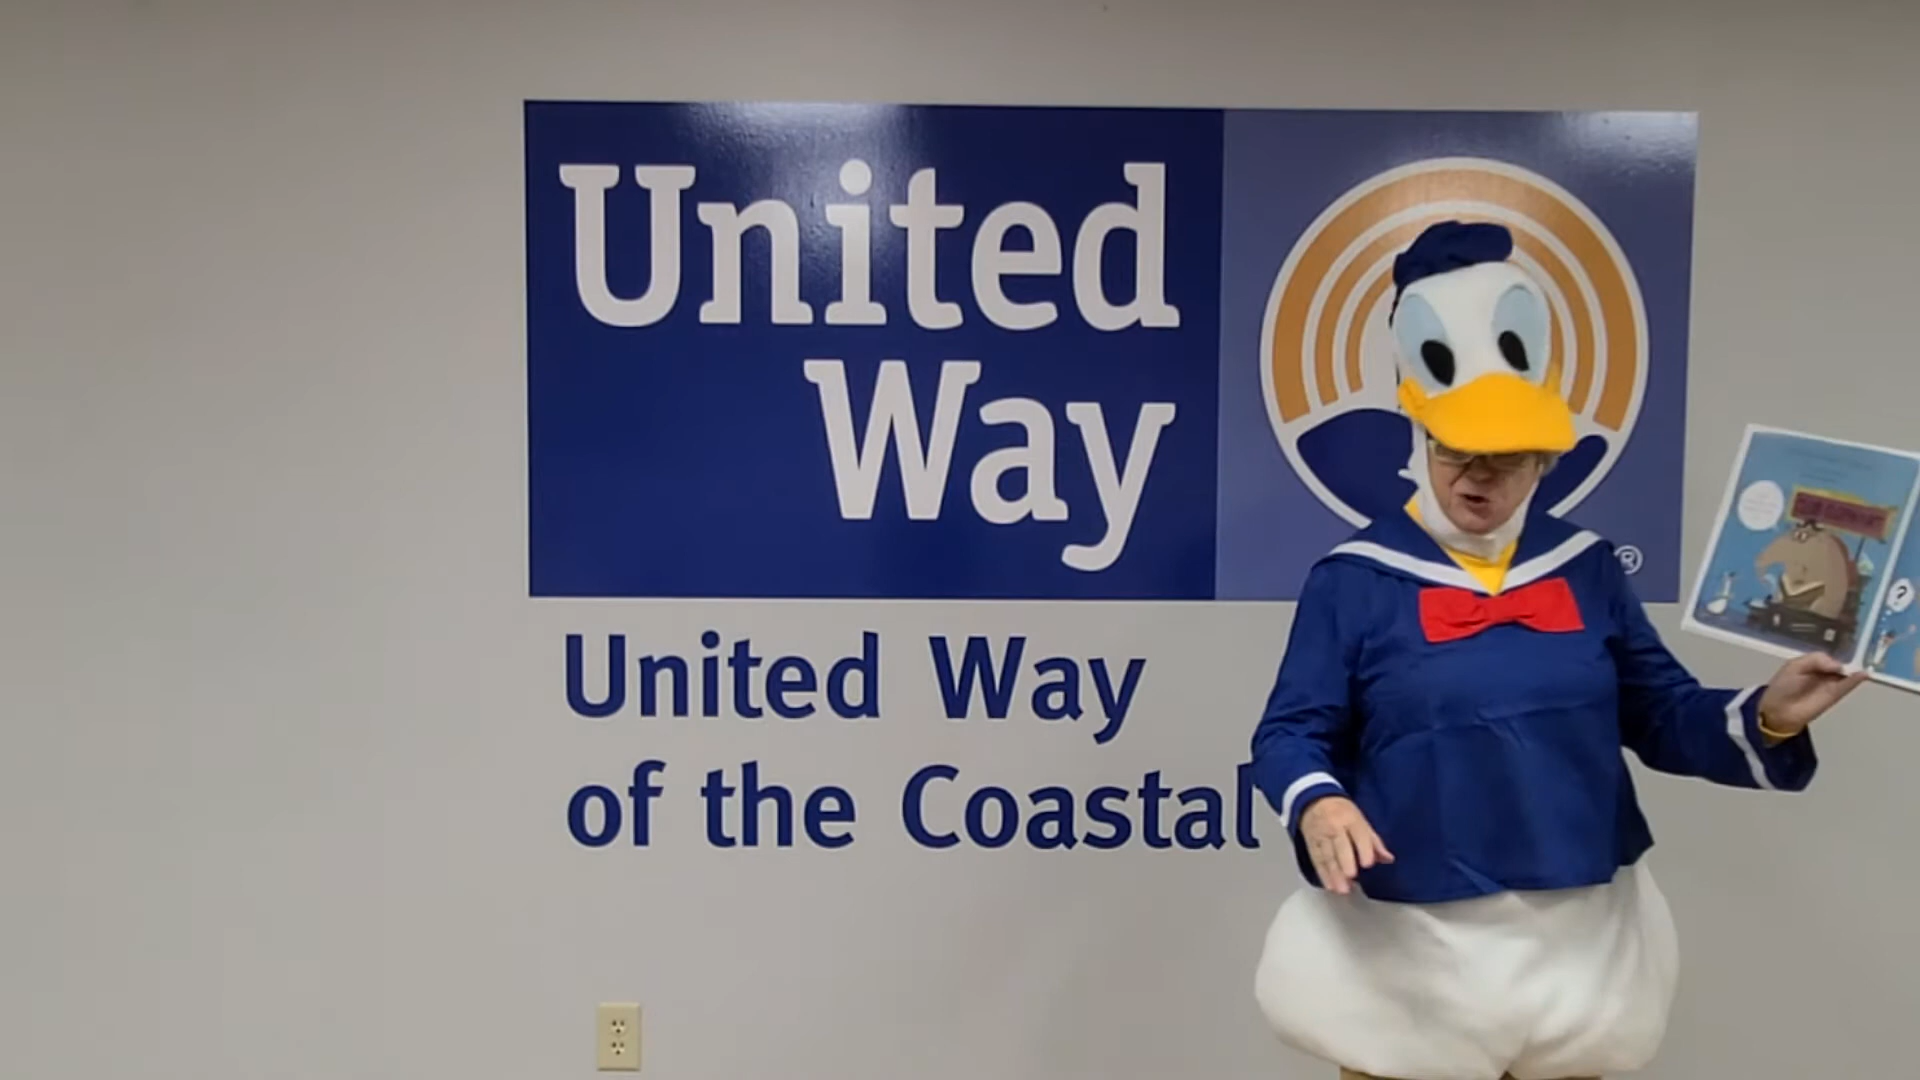 United
Way
®
United Way
of the Coastal
?